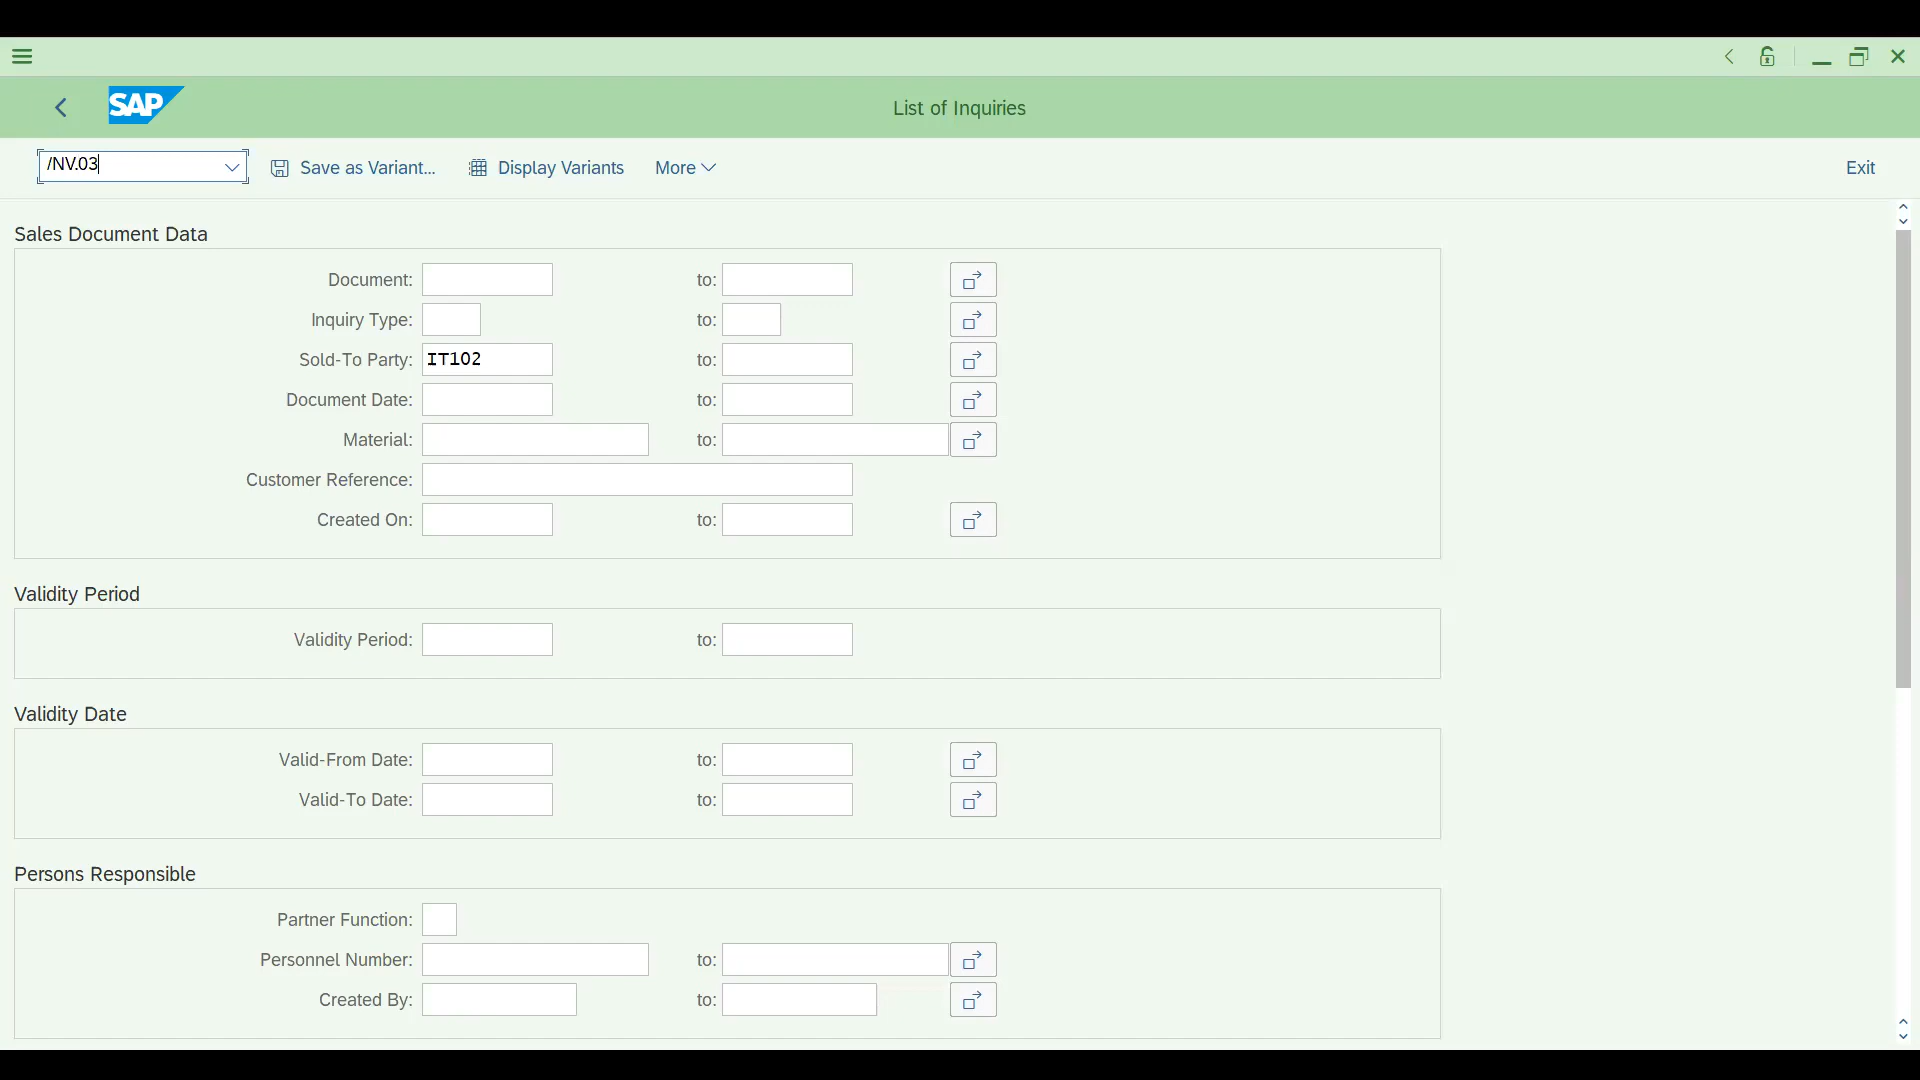 SAP
List of Inquiries
/NV.03
Save as Variant...
Display Variants
More
Exit
Sales Document Data
Document:
to:
Inquiry Type:
to:
Sold-To Party:
IT102
to:
Document Date:
to:
Material:
to:
Customer Reference:
Created On:
to:
Validity Period
Validity Period:
to:
Validity Date
Valid-From Date:
to:
Valid-To Date:
to:
Persons Responsible
Partner Function:
Personnel Number:
to:
Created By:
to: